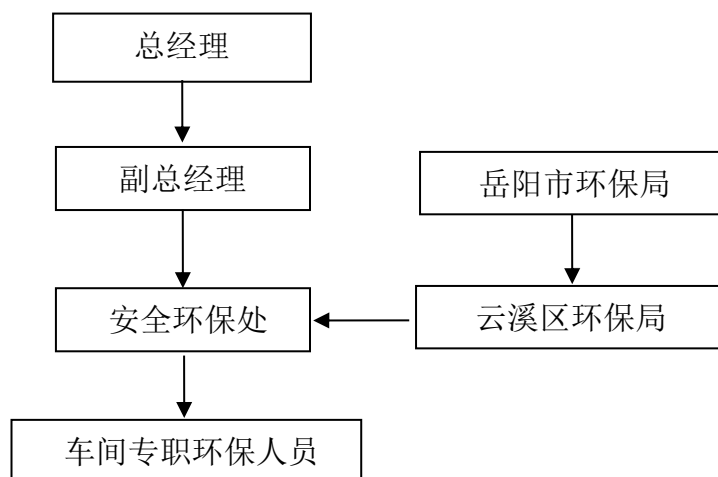 总经理
副总经理
岳阳市环保局
安全环保处
云溪区环保局
车间专职环保人员